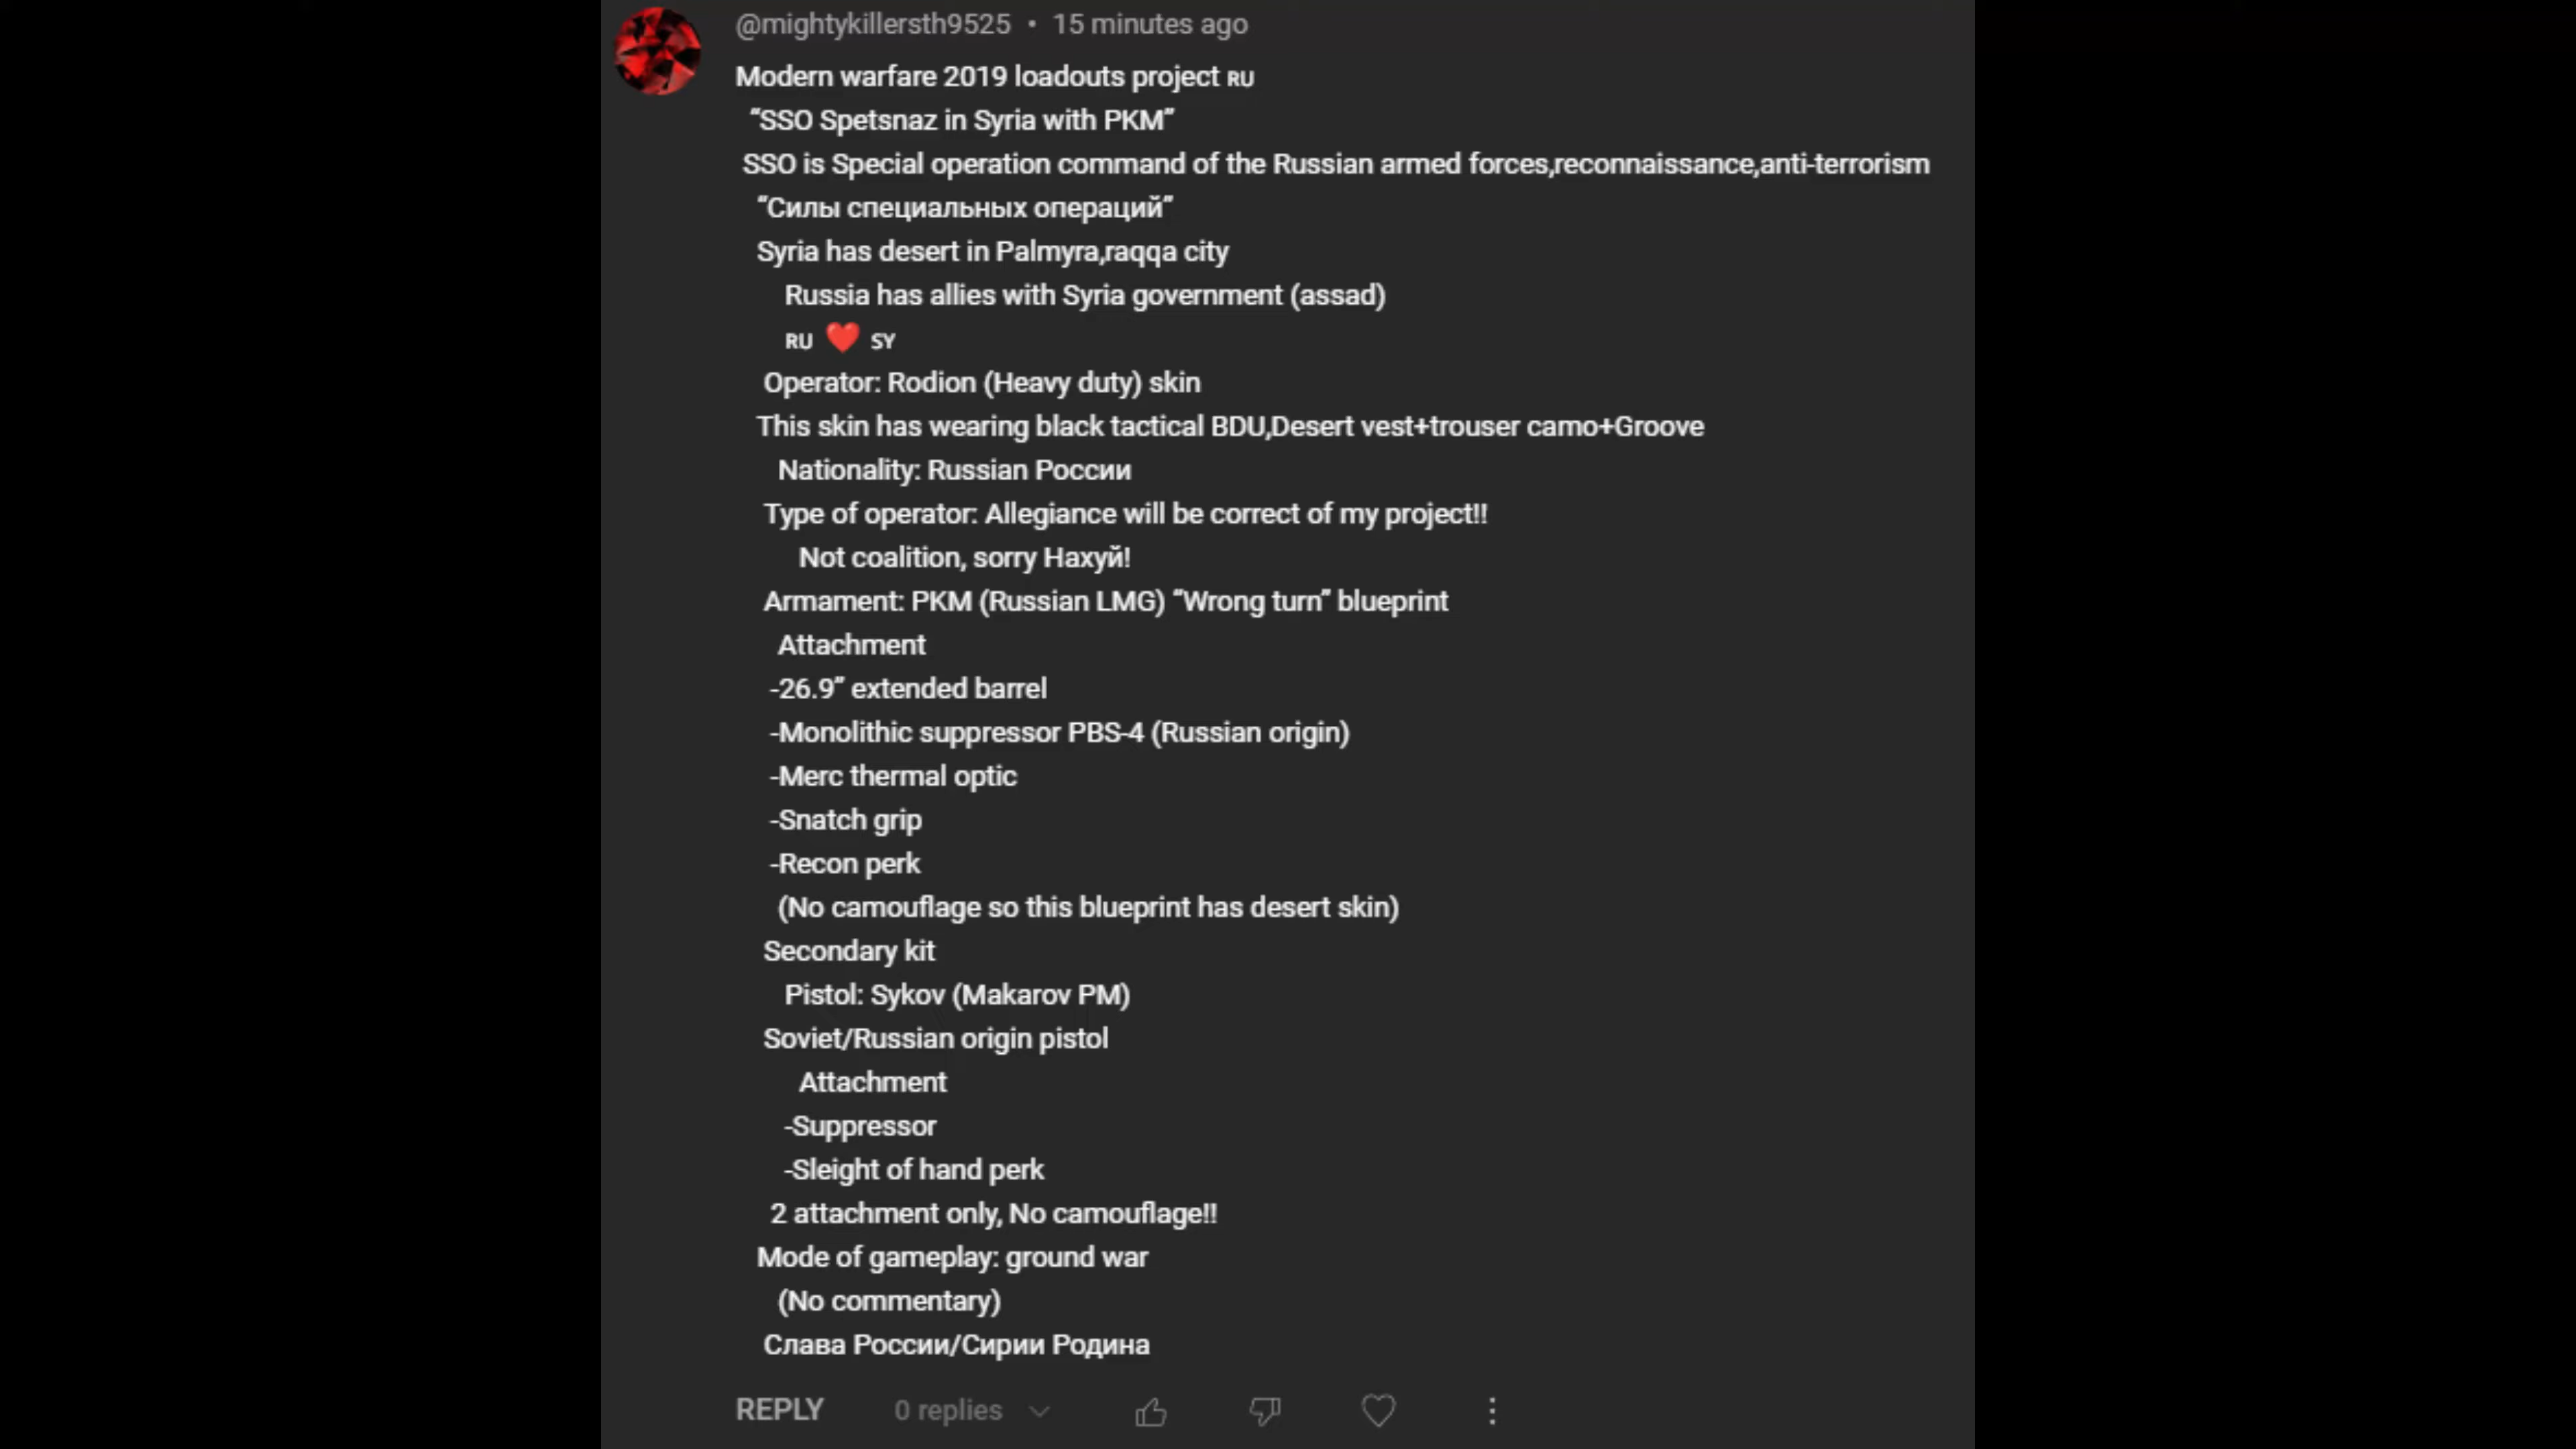 @mightykillersth9525 • 15 minutes ago
Modern warfare 2019 loadouts project RU
“SSO Spetsnaz in Syria with PKM”
SSO is Special operation command of the Russian armed forces,reconnaissance,anti-terrorism
“Силы специальных операций”
Syria has desert in Palmyra,raqqa city
Russia has allies with Syria government (assad)
RU ❤️ SY
Operator: Rodion (Heavy duty) skin
This skin has wearing black tactical BDU,Desert vest+trouser camo+Groove
Nationality: Russian России
Type of operator: Allegiance will be correct of my project!!
Not coalition, sorry Нахуй!
Armament: PKM (Russian LMG) “Wrong turn” blueprint
Attachment
-26.9” extended barrel
-Monolithic suppressor PBS-4 (Russian origin)
-Merc thermal optic
-Snatch grip
-Recon perk
(No camouflage so this blueprint has desert skin)
Secondary kit
Pistol: Sykov (Makarov PM)
Soviet/Russian origin pistol
Attachment
-Suppressor
-Sleight of hand perk
2 attachment only, No camouflage!!
Mode of gameplay: ground war
(No commentary)
Слава России/Сирии Родина
REPLY 0 replies